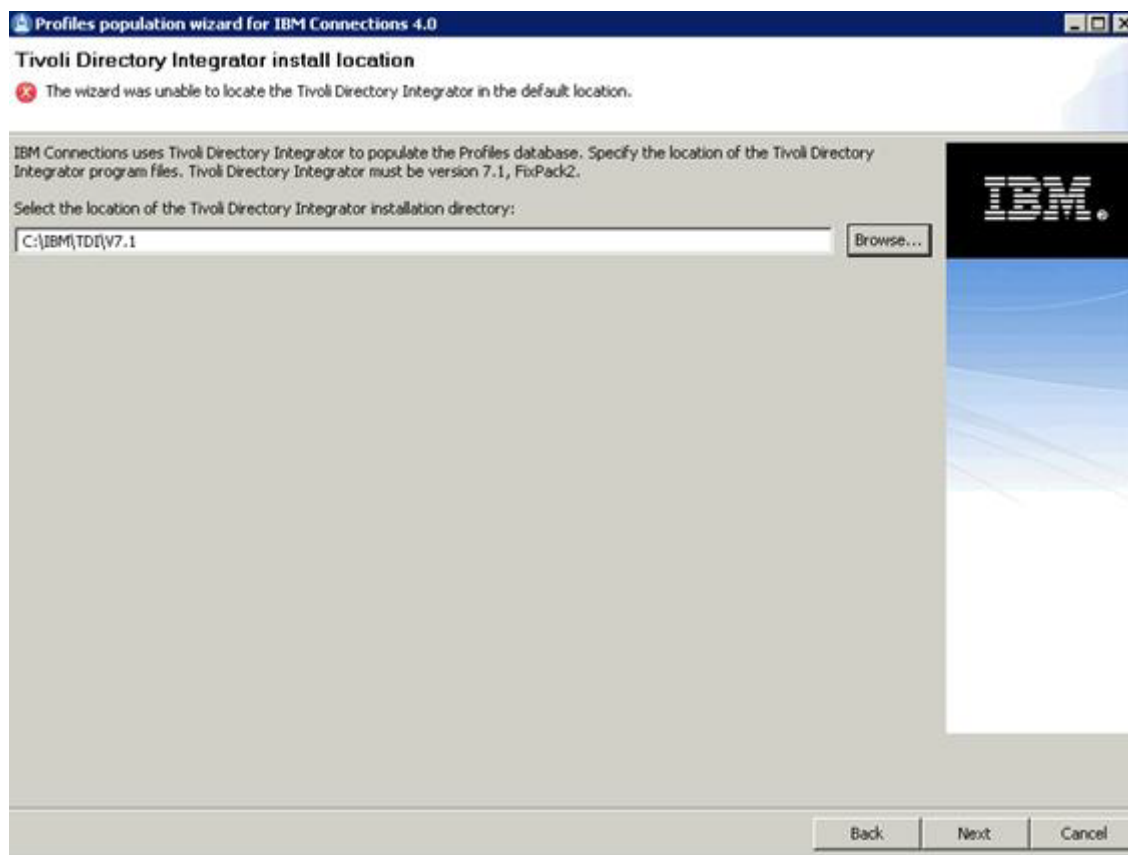 Profiles population wizard for IBM Connections 4.0
Tivoli Directory Integrator install location
The wizard was unable to locate the Tivoli Directory Integrator in the default location.
IBM Connections uses Tivoli Directory Integrator to populate the Profiles database. Specify the location of the Tivoli Directory
Integrator program files. Tivoli Directory Integrator must be version 7.1, FixPack2.
IBM®
Select the location of the Tivoli Directory Integrator installation directory:
C:\IBM\TDI\V7.1
Browse...
Back
Next
Cancel